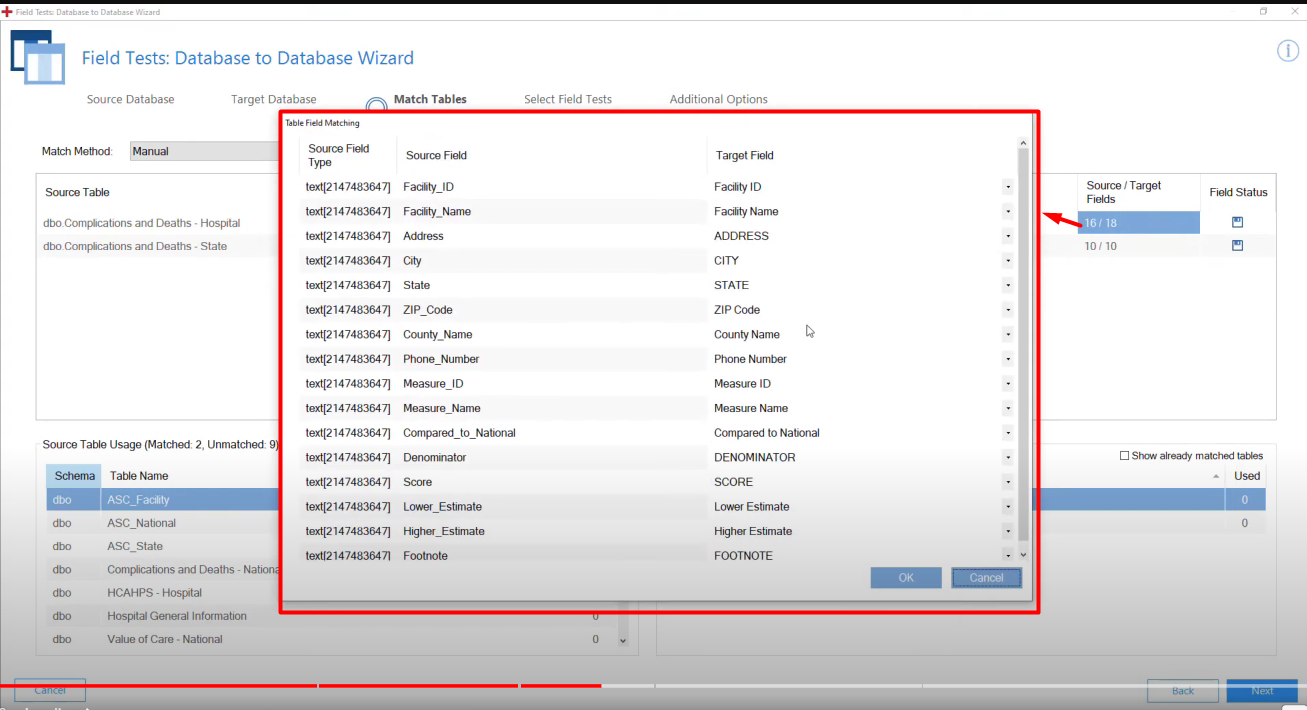 Field Tests: Database to Database Wizard
Field Tests: Database to Database Wizard
Source Database Target Database Match Tables Select Field Tests Additional Options
Match Method: Manual
Source Table
dbo.Complications and Deaths - Hospital
dbo.Complications and Deaths - State
Source / Target
Fields
Field Status
16 / 18
10 / 10
Table Field Matching
Source Field
Type
Source Field Target Field
text[2147483647] Facility_ID Facility ID
text[2147483647] Facility_Name Facility Name
text[2147483647] Address ADDRESS
text[2147483647] City CITY
text[2147483647] State STATE
text[2147483647] ZIP_Code ZIP Code
text[2147483647] County_Name County Name
text[2147483647] Phone_Number Phone Number
text[2147483647] Measure_ID Measure ID
text[2147483647] Measure_Name Measure Name
text[2147483647] Compared_to_National Compared to National
text[2147483647] Denominator DENOMINATOR
text[2147483647] Score SCORE
text[2147483647] Lower_Estimate Lower Estimate
text[2147483647] Higher_Estimate Higher Estimate
text[2147483647] Footnote FOOTNOTE
OK Cancel
Source Table Usage (Matched: 2, Unmatched: 9)
Show already matched tables
Schema Table Name Used
dbo ASC_Facility 0
dbo ASC_National 0
dbo ASC_State
dbo Complications and Deaths - Nationa
dbo HCAHPS - Hospital
dbo Hospital General Information 0
dbo Value of Care - National 0
Cancel Back Next